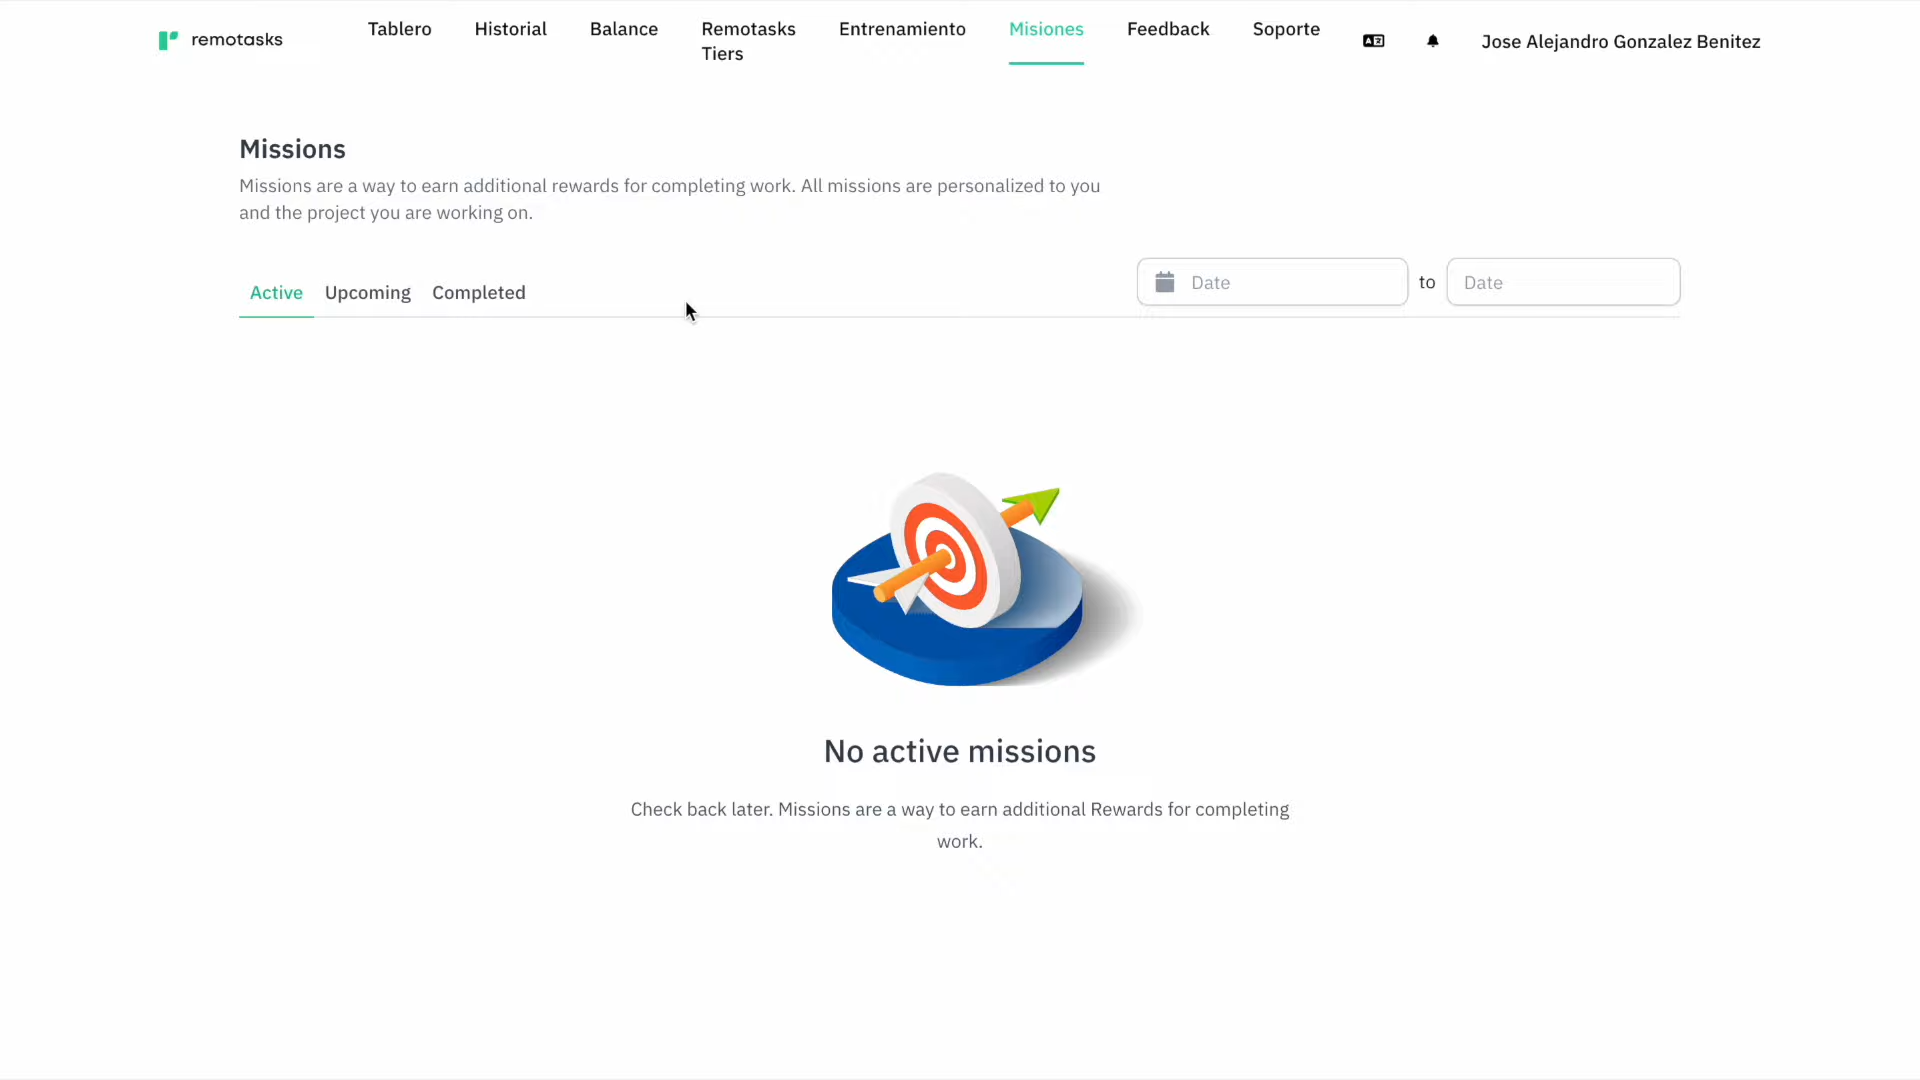 remotasks
Tablero
Historial
Balance
Remotasks
Tiers
Entrenamiento
Misiones
Feedback
Soporte
Jose Alejandro Gonzalez Benitez
Missions
Missions are a way to earn additional rewards for completing work. All missions are personalized to you
and the project you are working on.
Active
Upcoming
Completed
Date
to
Date
No active missions
Check back later. Missions are a way to earn additional Rewards for completing
work.